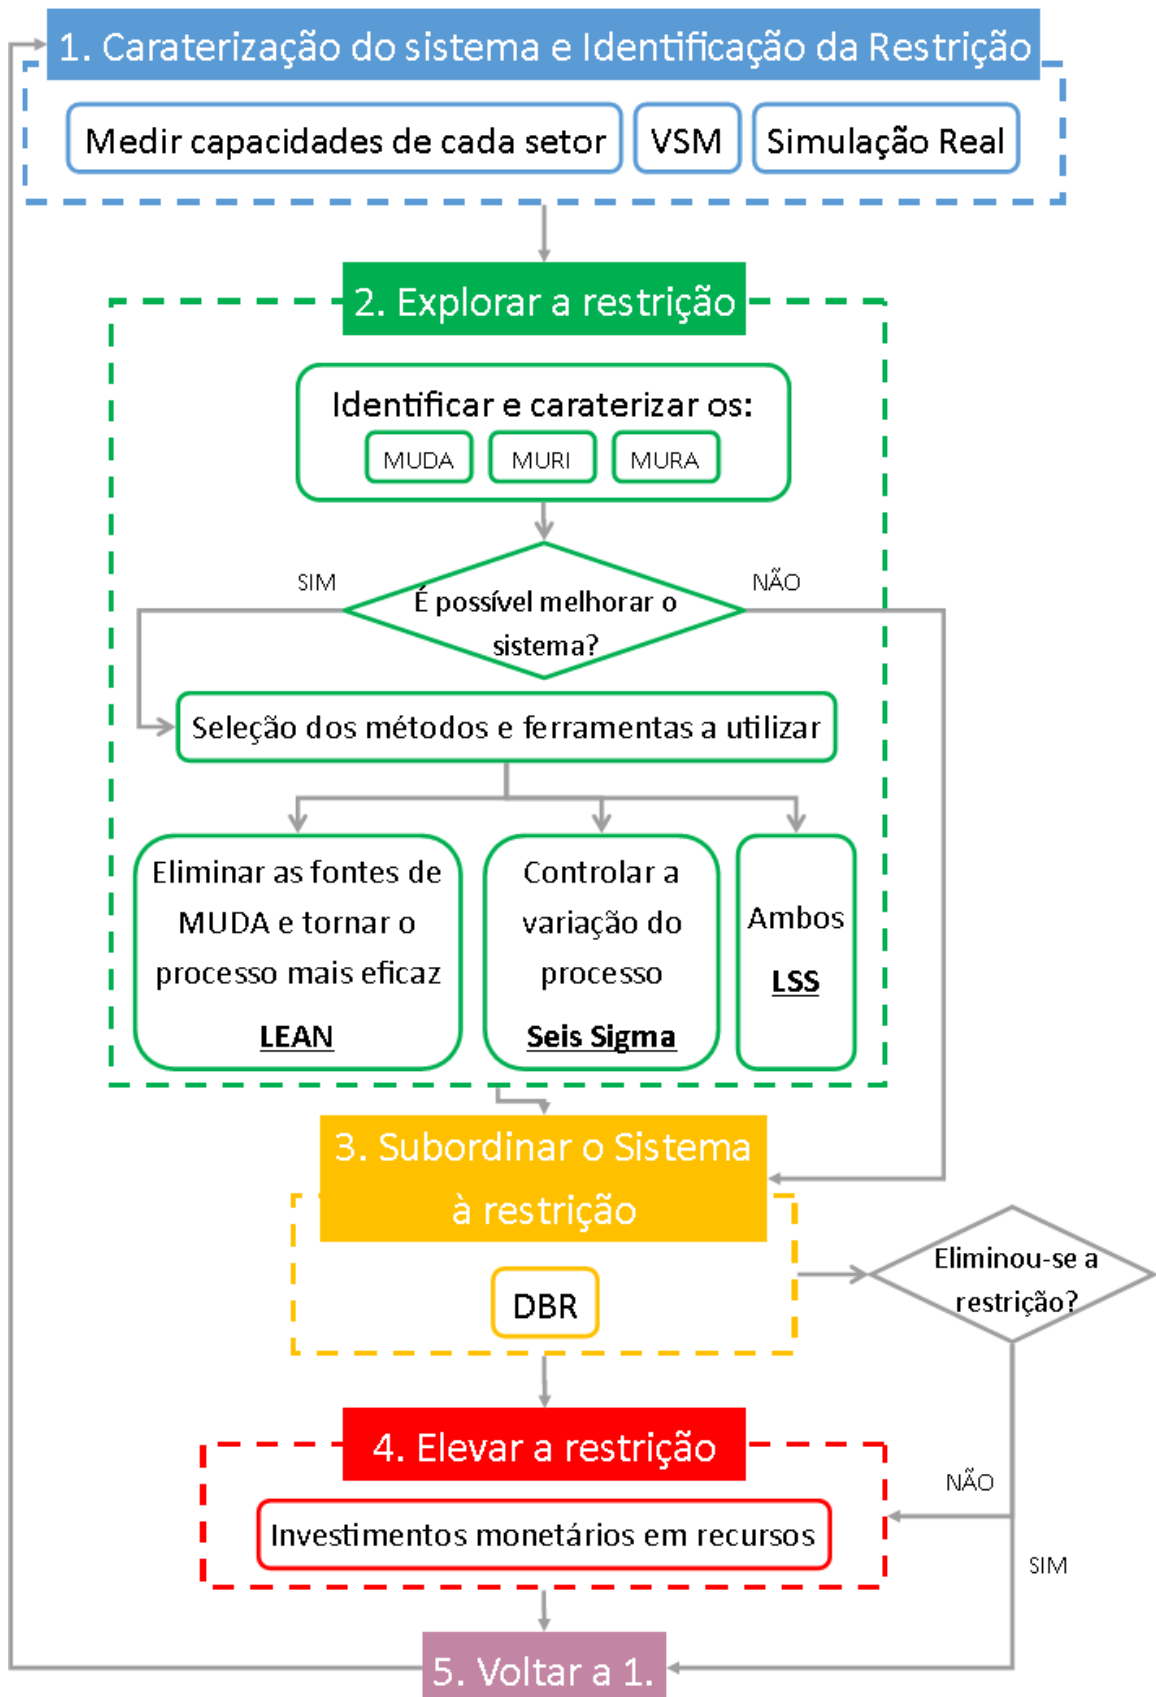 1. Caraterização do sistema e Identificação da Restrição
Medir capacidades de cada setor
VSM
Simulação Real
2. Explorar a restrição
Identificar e caraterizar os:
MUDA
MURI
MURA
SIM
NÃO
É possível melhorar o
sistema?
Seleção dos métodos e ferramentas a utilizar
Eliminar as fontes de
MUDA e tornar o
processo mais eficaz
LEAN
Controlar a
variação do
processo
Seis Sigma
Ambos
LSS
3. Subordinar o Sistema
à restrição
DBR
Eliminou-se a
restrição?
4. Elevar a restrição
NÃO
Investimentos monetários em recursos
SIM
5. Voltar a 1.